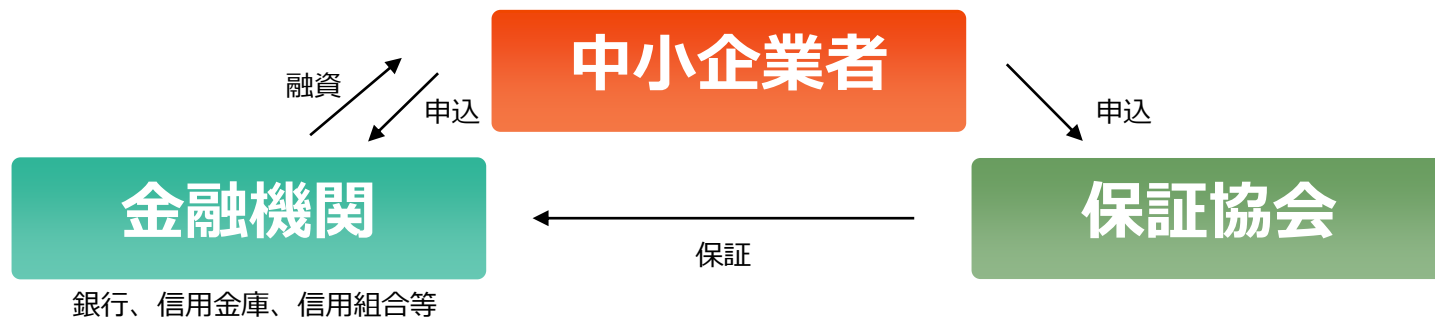 中小企業者
融資
申込
申込
金融機関
保証協会
保証
銀行、信用金庫、信用組合等